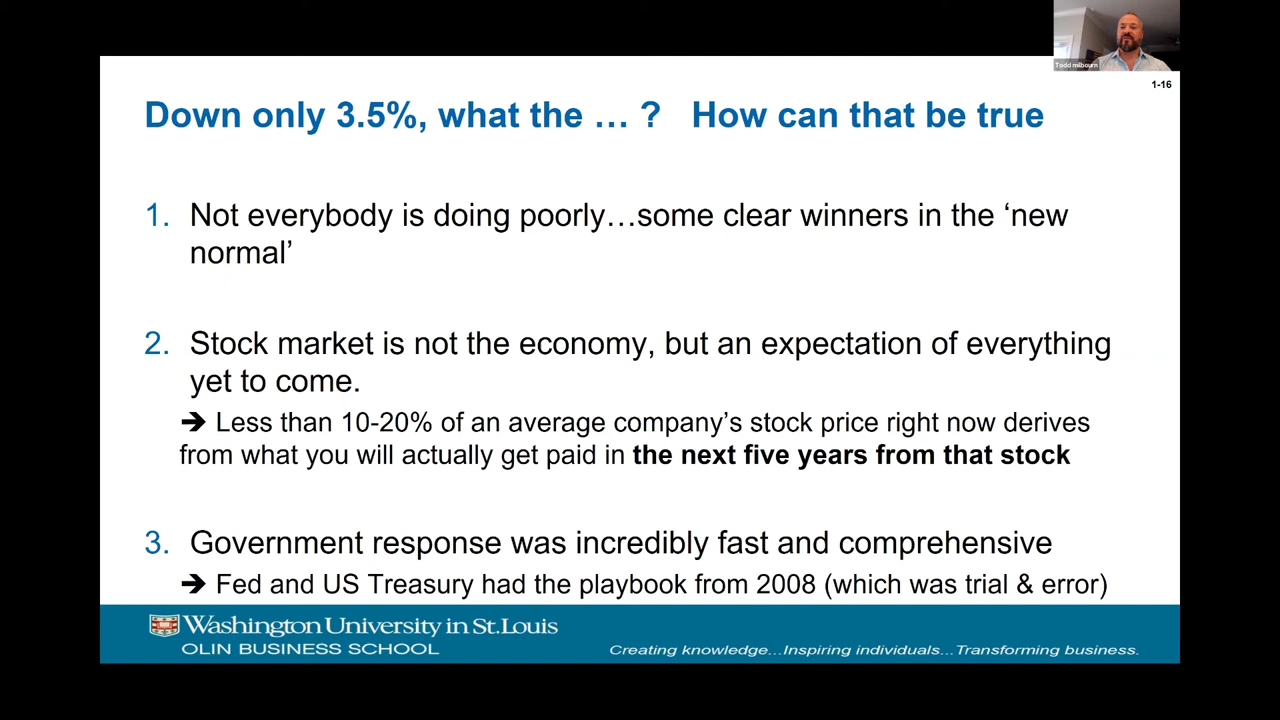 Todd milbourn
1-16
Down only 3.5%, what the … ? How can that be true
1. Not everybody is doing poorly…some clear winners in the ‘new
normal’
2. Stock market is not the economy, but an expectation of everything
yet to come.
➔ Less than 10-20% of an average company’s stock price right now derives
from what you will actually get paid in the next five years from that stock
3. Government response was incredibly fast and comprehensive
➔ Fed and US Treasury had the playbook from 2008 (which was trial & error)
Washington University in St. Louis
OLIN BUSINESS SCHOOL
Creating knowledge...Inspiring individuals...Transforming business.